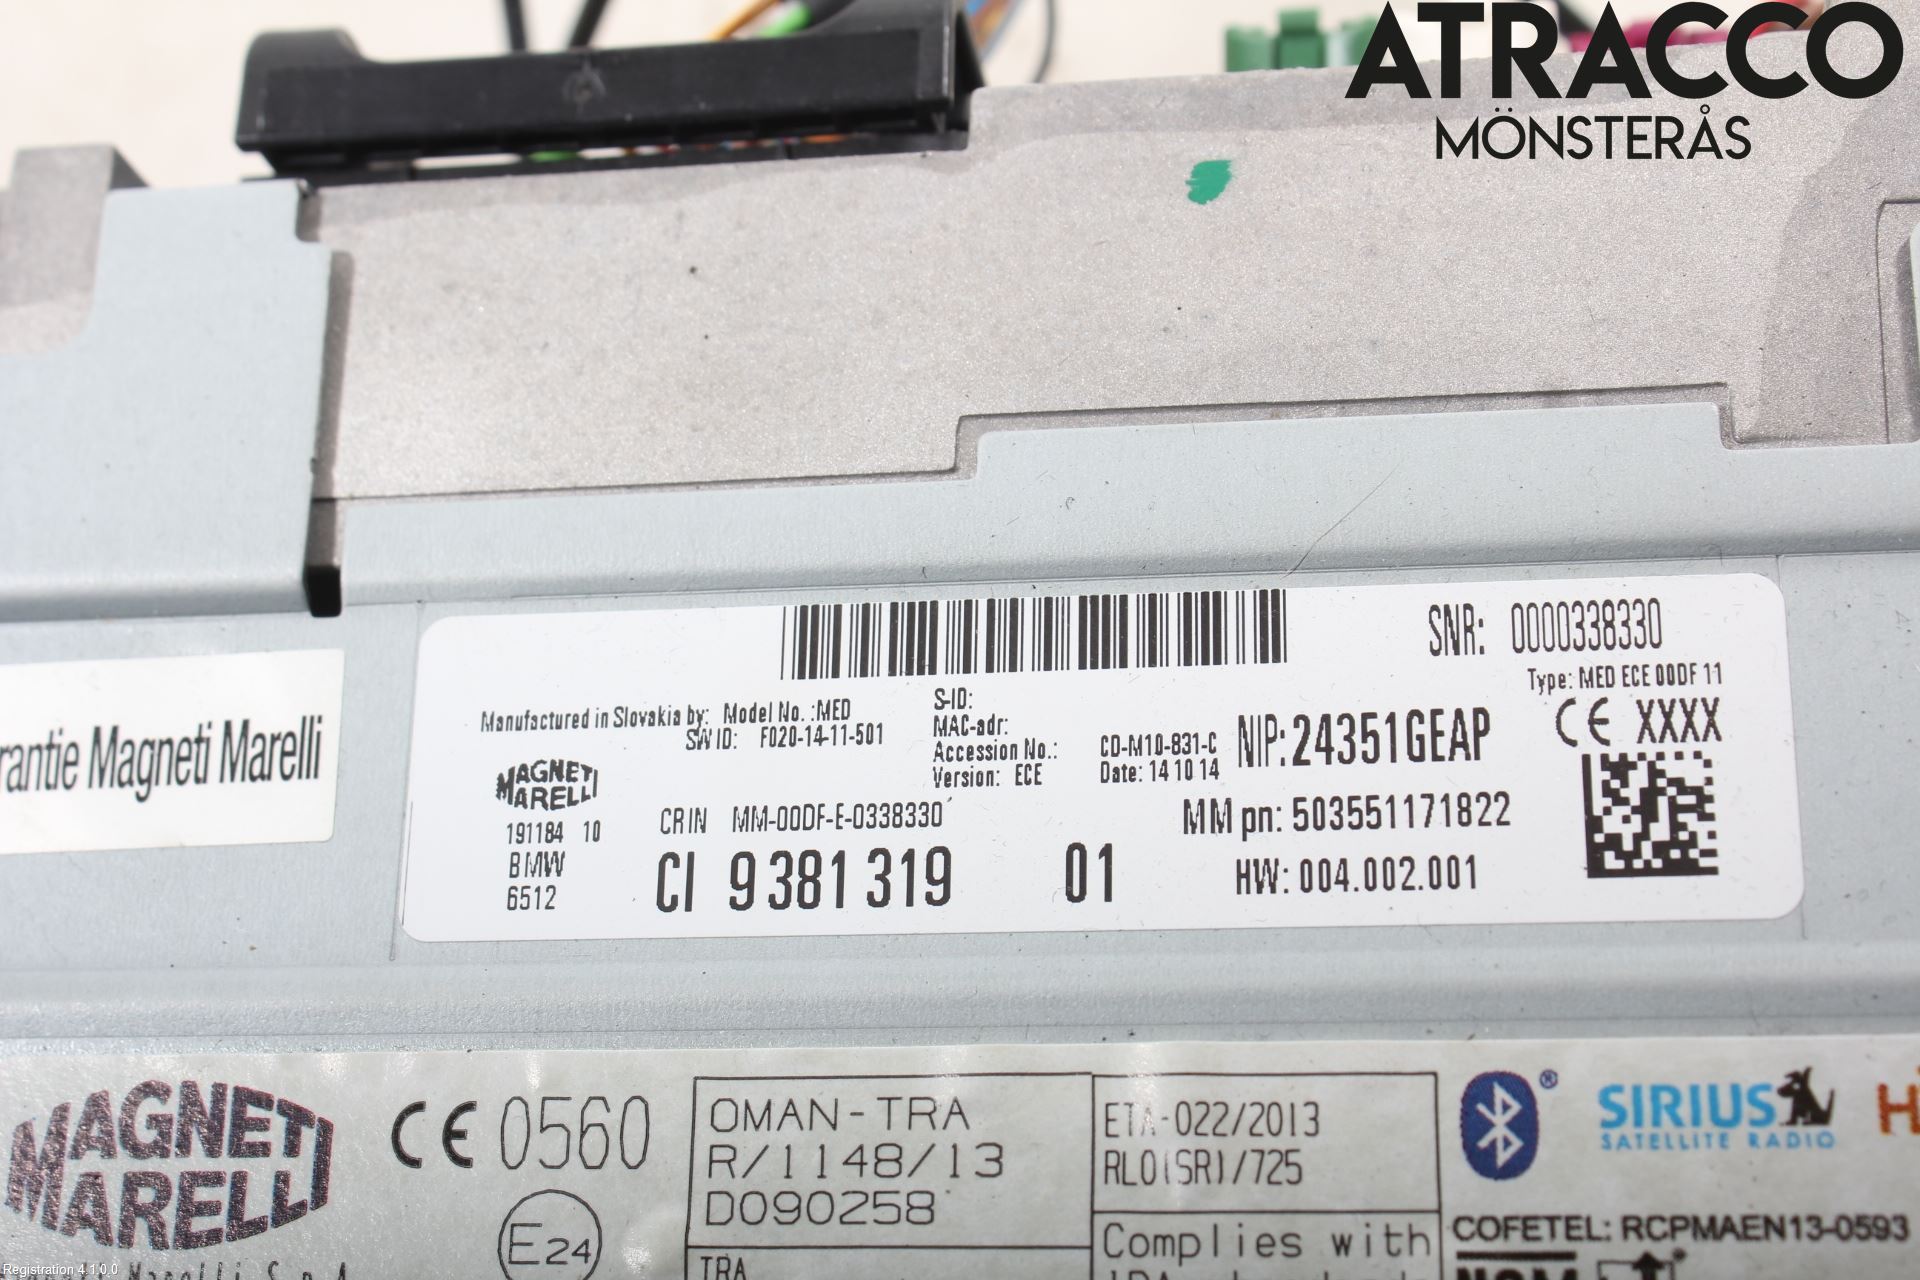 ATRACCO
MÖNSTERÅS
SNR: 0000338330
Type: MED ECE 00DF 11
CE XXXX
Manufactured in Slovakia by: Model No. :MED
SW ID: F020-14-11-501
S-ID:
MAC-adr:
Accession No.: CD-M10-831-C
Version: ECE Date: 14 10 14
NIP:24351GEAP
rantie Magneti Marelli
MAGNETI
MARELLI
191184 10
BMW
6512
CRIN MM-00DF-E-0338330
CI 9 381 319 01
MM pn: 503551171822
HW: 004.002.001
MAGNETI
MARELLI
CE 0560
E24
OMAN-TRA
R/1148/13
D090258
TRA
ETA-022/2013
RLO(SR)/725
Complies with
Bluetooth ®
SIRIUS
SATELLITE RADIO
COFETEL: RCPMAEN13-0593
NOM
Registration 4.1.0.0